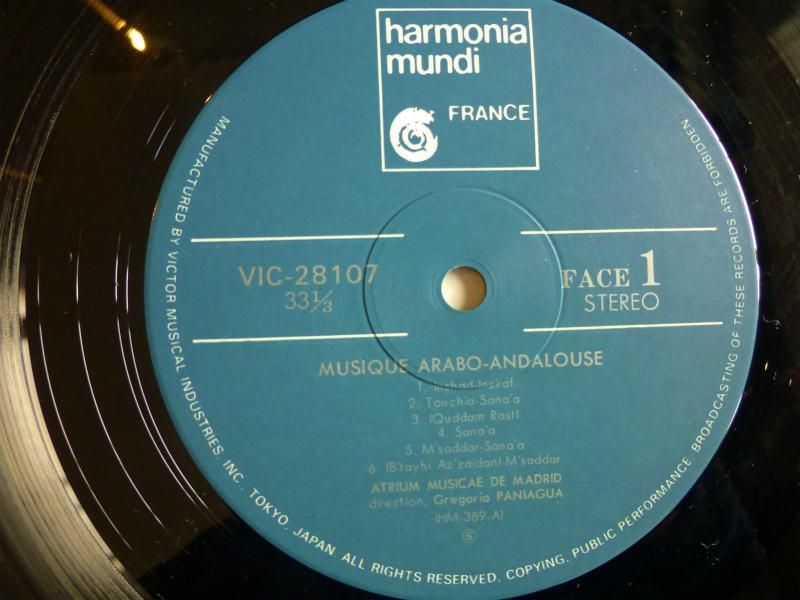 harmonia
mundi
FRANCE
VIC-28107
33⅓
FACE 1
STEREO
MUSIQUE ARABO-ANDALOUSE
1. Inshad-Insiraf
2. Touchia-Sana'a
3. (Quddam Rast)
4. Sana'a
5. M'saddar-Sana'a
6. (B'tayhi Az'zaidan)-M'saddar
ATRIUM MUSICAE DE MADRID
direction, Gregorio PANIAGUA
(HM-389-A)
⑥
MANUFACTURED BY VICTOR MUSICAL INDUSTRIES, INC. TOKYO, JAPAN ALL RIGHTS RESERVED. COPYING, PUBLIC PERFORMANCE, BROADCASTING OF THESE RECORDS ARE FORBIDDEN